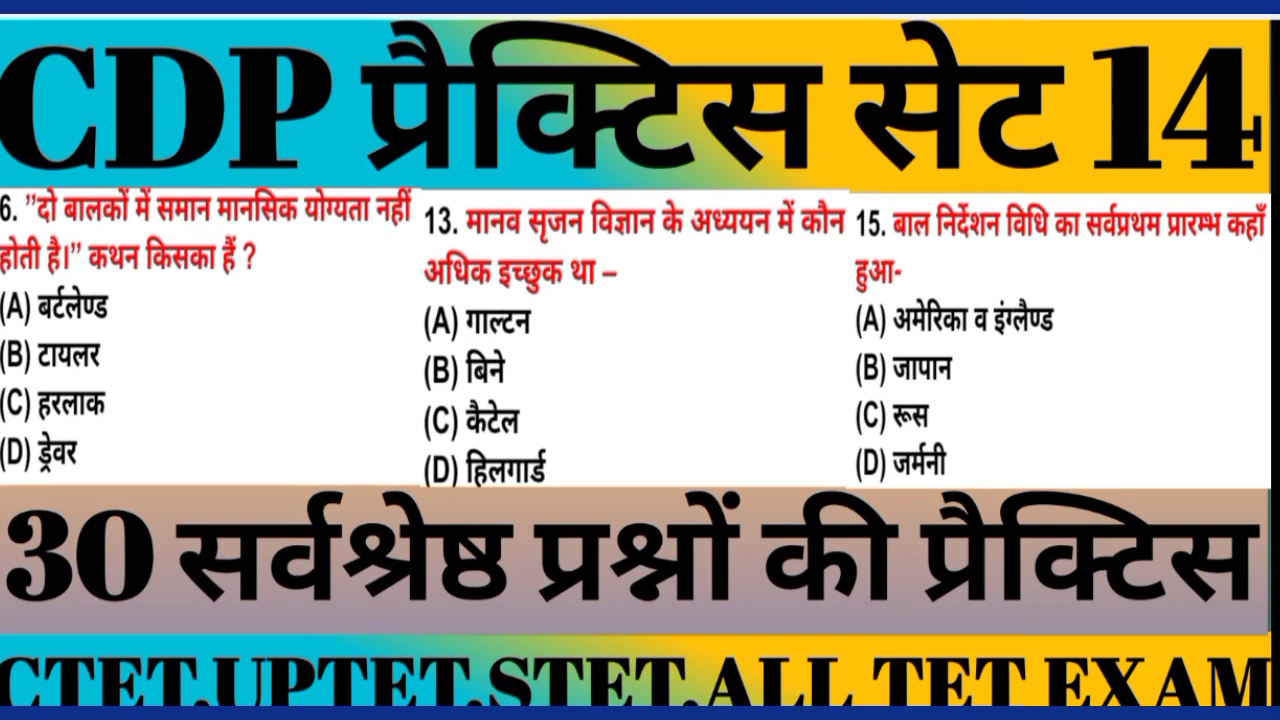 CDP प्रैक्टिस सेट 14
6. ”दो बालकों में समान मानसिक योग्यता नहीं
होती है।” कथन किसका हैं ?
(A) बर्टलेण्ड
(B) टायलर
(C) हरलाक
(D) ड्रेवर
13. मानव सृजन विज्ञान के अध्ययन में कौन
अधिक इच्छुक था –
(A) गाल्टन
(B) बिने
(C) कैटेल
(D) हिलगार्ड
15. बाल निर्देशन विधि का सर्वप्रथम प्रारम्भ कहाँ
हुआ-
(A) अमेरिका व इंग्लैण्ड
(B) जापान
(C) रूस
(D) जर्मनी
30 सर्वश्रेष्ठ प्रश्नों की प्रैक्टिस
CTET.UPTET.STET.ALL TET EXAM